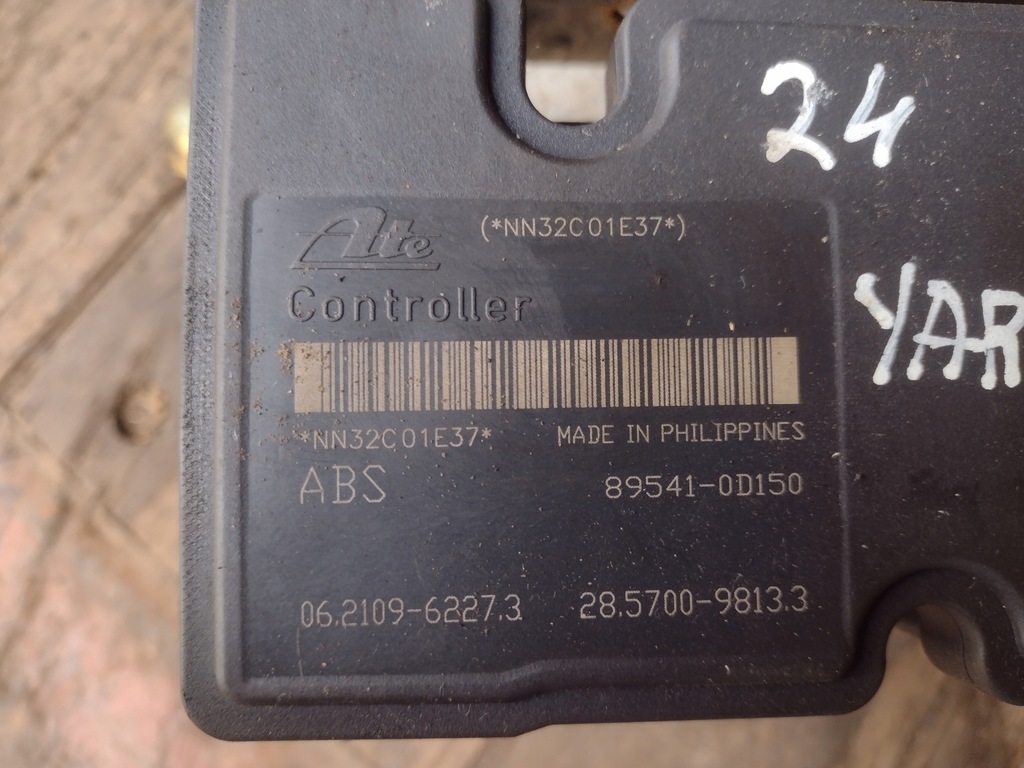 24
YAR
Ate
(*NN32C01E37*)
Controller
*NN32C01E37*
MADE IN PHILIPPINES
ABS
89541-0D150
06.2109-6227.3
28.5700-9813.3